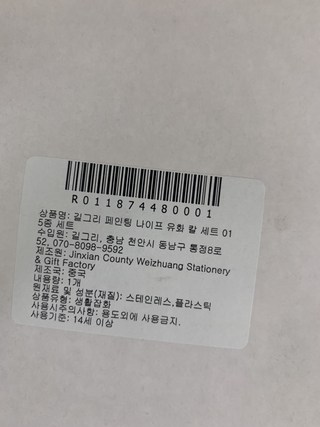 R011874480001
상품명: 길그리 페인팅 나이프 유화 칼 세트 01
5종 세트
수입원: 길그리, 충남 천안시 동남구 통정8로
52, 070-8098-9592
제조원: Jinxian County Weizhuang Stationery
& Gift Factory
제조국: 중국
내용량: 1개
원재료 및 성분(재질): 스테인레스,플라스틱
상품유형: 생활잡화
사용시주의사항: 용도외에 사용금지.
사용기준: 14세 이상